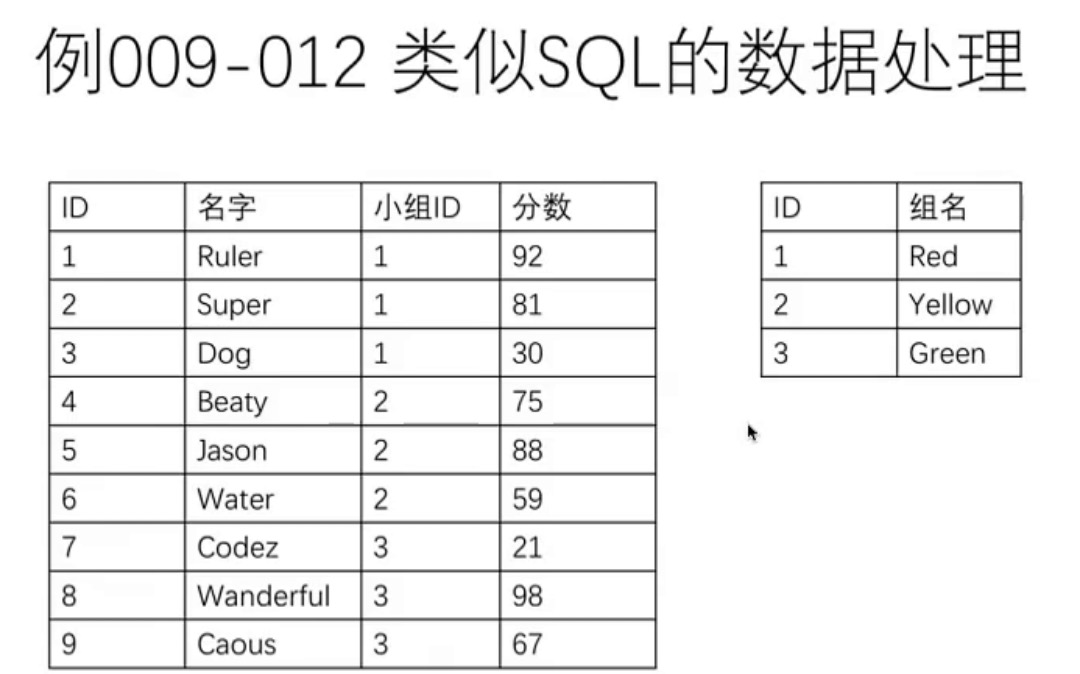 例009-012 类似SQL的数据处理
ID 名字 小组ID 分数
1 Ruler 1 92
2 Super 1 81
3 Dog 1 30
4 Beaty 2 75
5 Jason 2 88
6 Water 2 59
7 Codez 3 21
8 Wanderful 3 98
9 Caous 3 67
ID 组名
1 Red
2 Yellow
3 Green